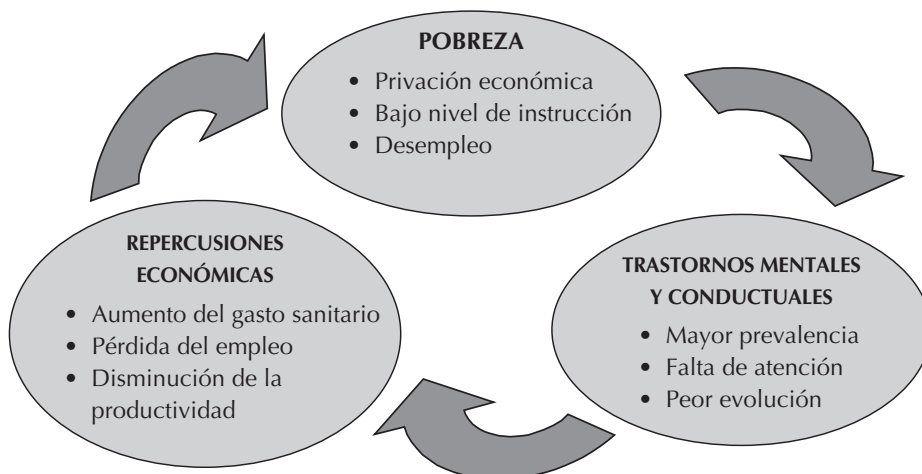 POBREZA
• Privación económica
• Bajo nivel de instrucción
• Desempleo
TRASTORNOS MENTALES
Y CONDUCTUALES
• Mayor prevalencia
• Falta de atención
• Peor evolución
REPERCUSIONES
ECONÓMICAS
• Aumento del gasto sanitario
• Pérdida del empleo
• Disminución de la
productividad